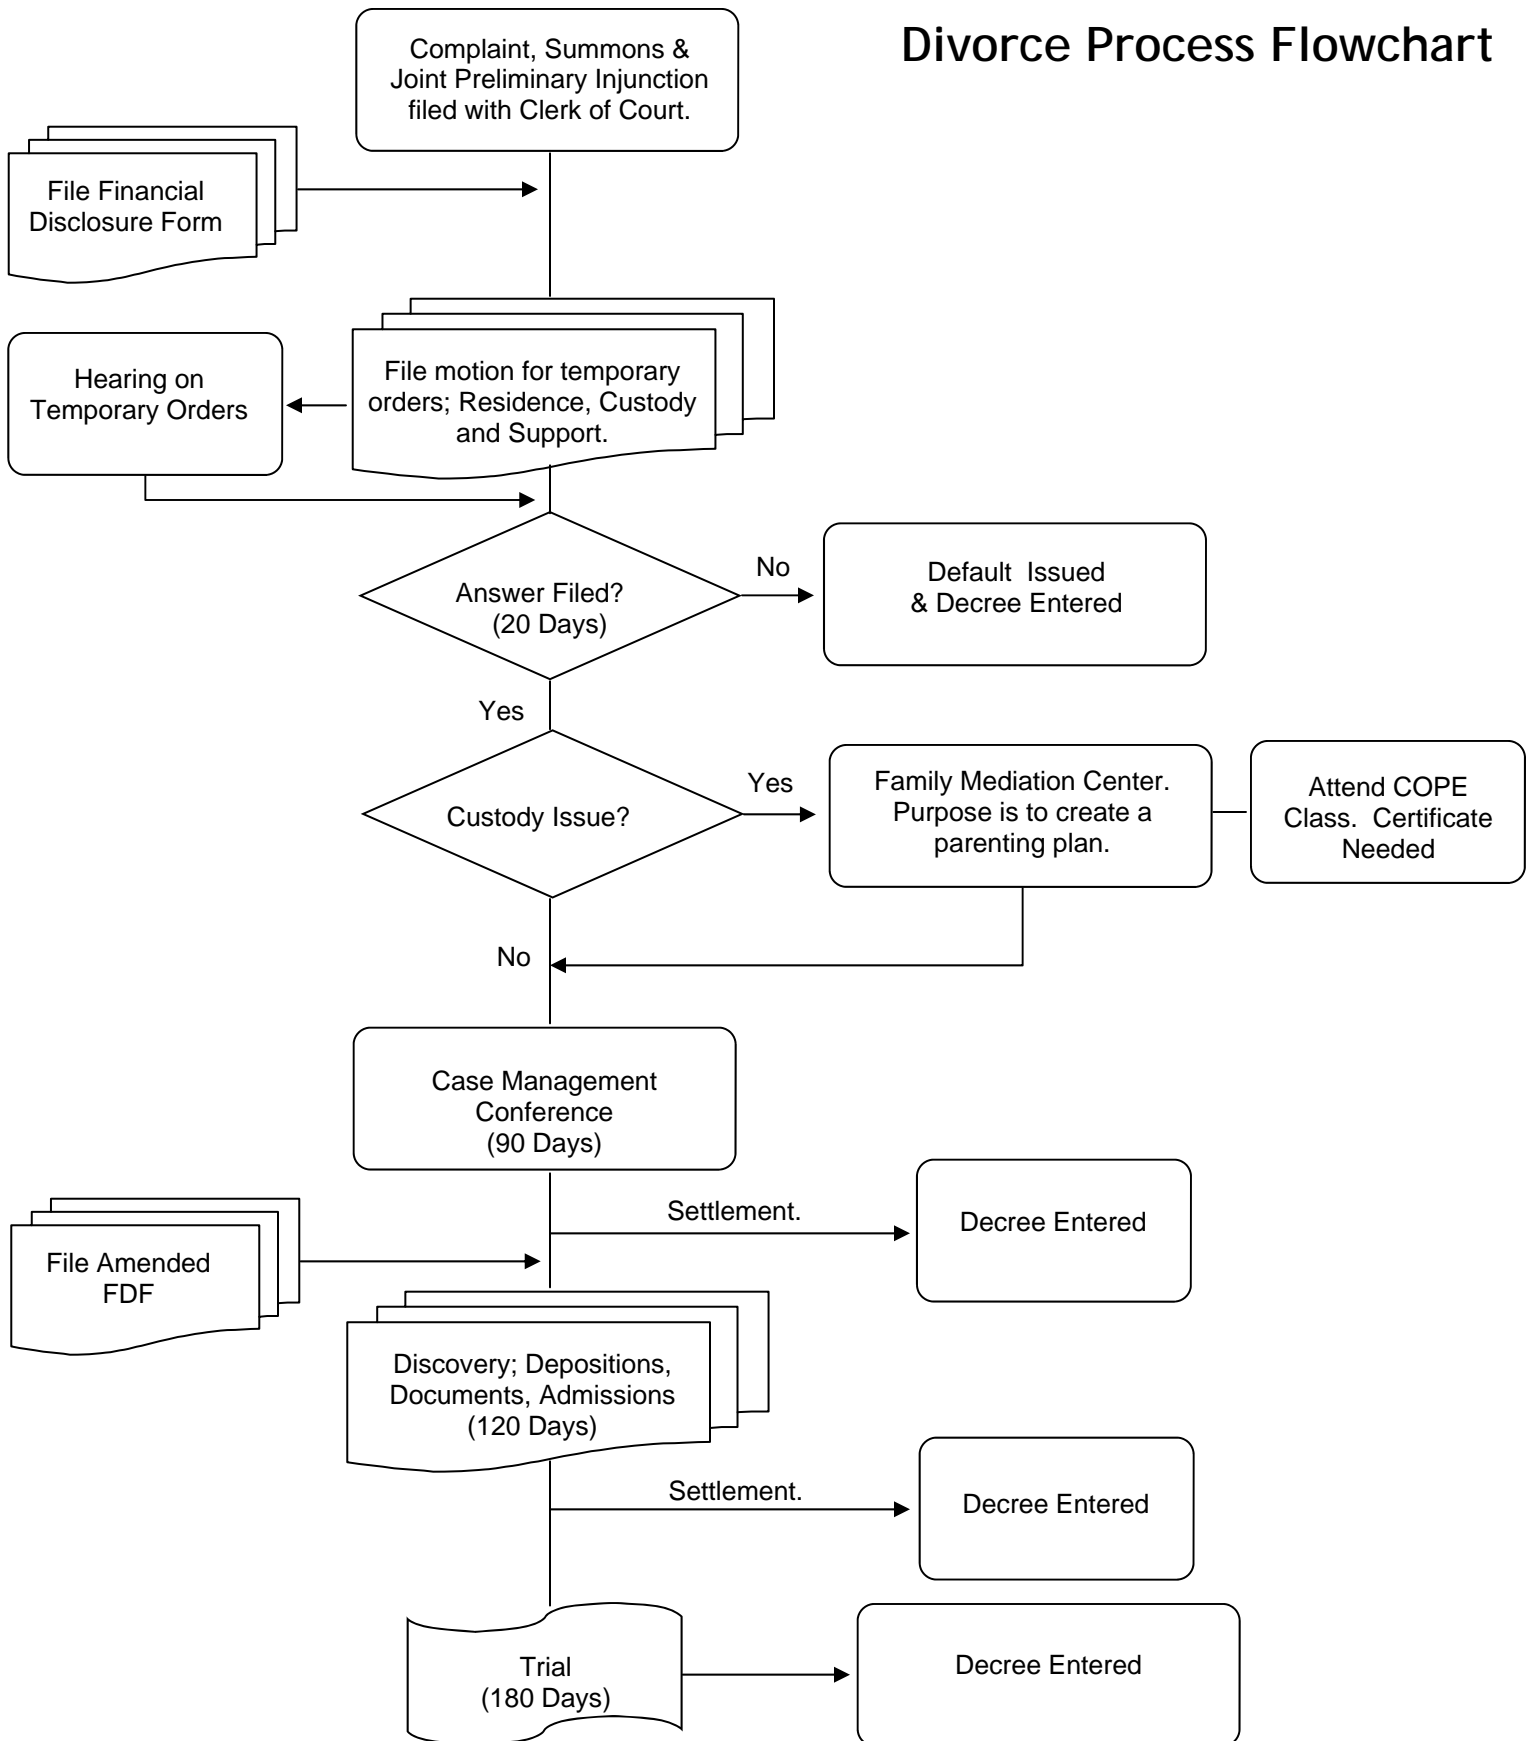 Divorce Process Flowchart
Complaint, Summons &
Joint Preliminary Injunction
filed with Clerk of Court.
File Financial
Disclosure Form
Hearing on
Temporary Orders
File motion for temporary
orders; Residence, Custody
and Support.
Answer Filed?
(20 Days)
No
Default Issued
& Decree Entered
Yes
Custody Issue?
Yes
Family Mediation Center.
Purpose is to create a
parenting plan.
Attend COPE
Class. Certificate
Needed
No
Case Management
Conference
(90 Days)
Settlement.
Decree Entered
File Amended
FDF
Discovery; Depositions,
Documents, Admissions
(120 Days)
Settlement.
Decree Entered
Trial
(180 Days)
Decree Entered